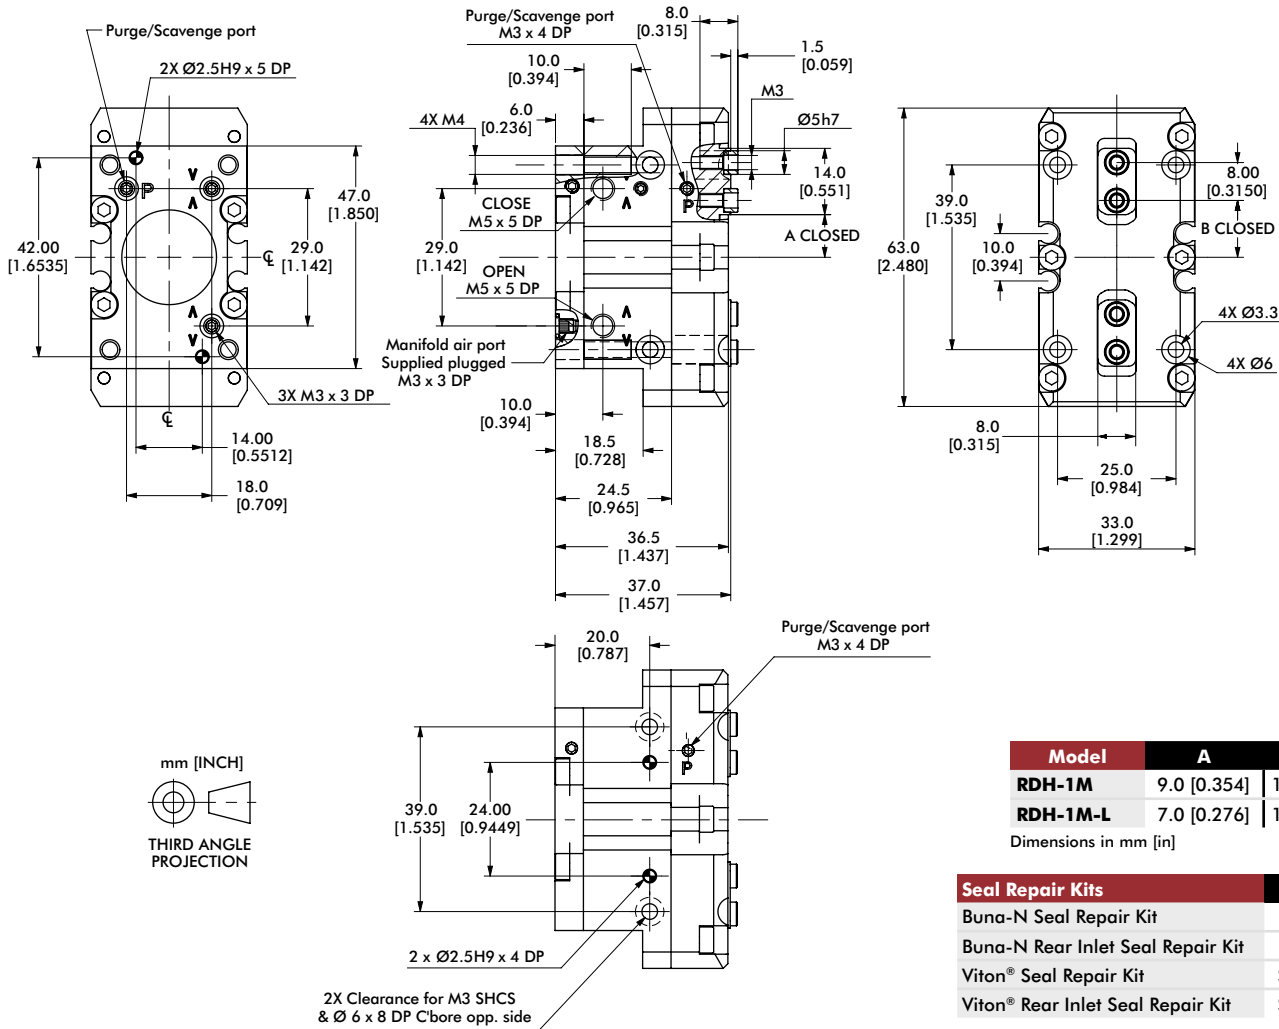 Purge/Scavenge port
2X Ø2.5H9 x 5 DP
P
V
Λ
47.0
[1.850]
42.00
[1.6535]
29.0
[1.142]
℄
Λ
V
3X M3 x 3 DP
℄
14.00
[0.5512]
18.0
[0.709]
Purge/Scavenge port
M3 x 4 DP
8.0
[0.315]
1.5
[0.059]
10.0
[0.394]
M3
6.0
[0.236]
4X M4
Ø5h7
14.0
[0.551]
CLOSE
M5 x 5 DP
Λ
P
A CLOSED
29.0
[1.142]
OPEN
M5 x 5 DP
Λ
V
Manifold air port
Supplied plugged
M3 x 3 DP
10.0
[0.394]
18.5
[0.728]
24.5
[0.965]
36.5
[1.437]
37.0
[1.457]
8.00
[0.3150]
39.0
[1.535]
B CLOSED
63.0
[2.480]
10.0
[0.394]
4X Ø3.3
4X Ø6
8.0
[0.315]
25.0
[0.984]
33.0
[1.299]
20.0
[0.787]
Purge/Scavenge port
M3 x 4 DP
P
39.0
[1.535]
24.00
[0.9449]
2 x Ø2.5H9 x 4 DP
2X Clearance for M3 SHCS
& Ø 6 x 8 DP C'bore opp. side
mm [INCH]
THIRD ANGLE
PROJECTION
Model A
RDH-1M 9.0 [0.354] 1
RDH-1M-L 7.0 [0.276] 1
Dimensions in mm [in]
Seal Repair Kits
Buna-N Seal Repair Kit
Buna-N Rear Inlet Seal Repair Kit
Viton® Seal Repair Kit
Viton® Rear Inlet Seal Repair Kit